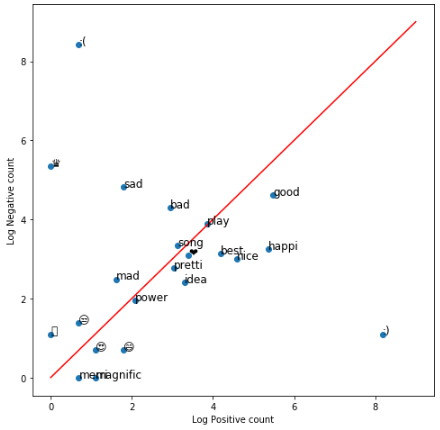 :(
♛
sad
bad
good
play
song
❤
best
happi
nice
pretti
idea
mad
power
😒
:)
😍
😄
merri
magnific
0
2
4
6
8
0
2
4
6
8
Log Positive count
Log Negative count